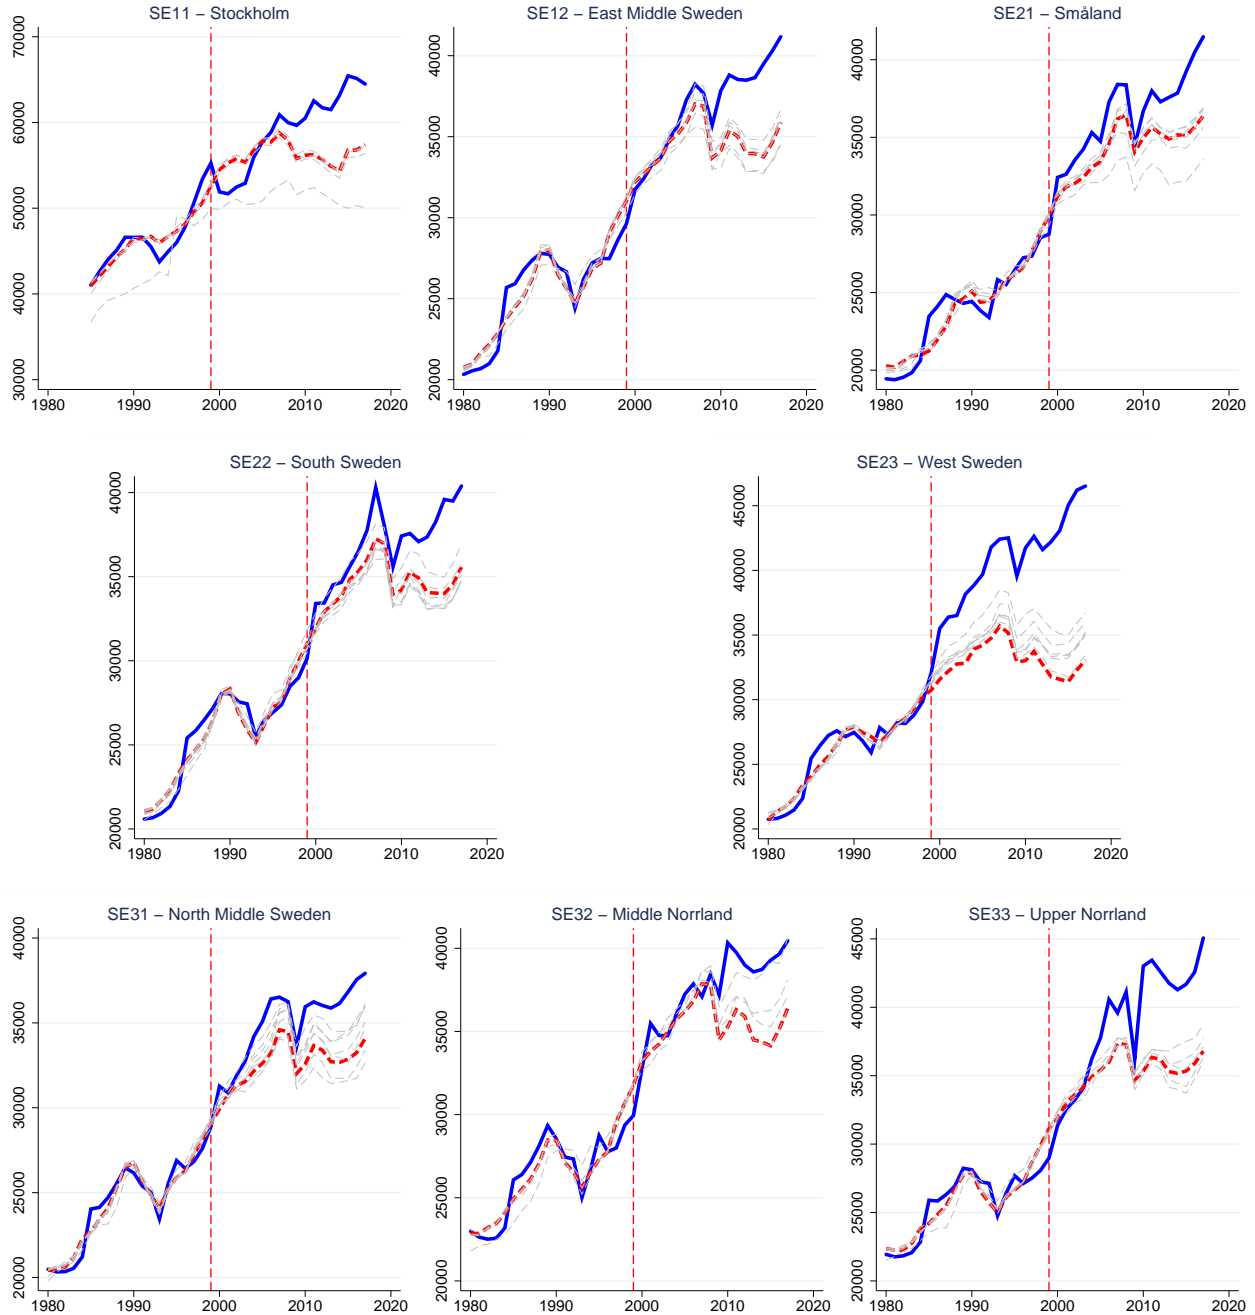 SE11 – Stockholm
70000
60000
50000
40000
30000
1980 1990 2000 2010 2020
SE12 – East Middle Sweden
40000
35000
30000
25000
20000
1980 1990 2000 2010 2020
SE21 – Småland
40000
35000
30000
25000
20000
1980 1990 2000 2010 2020
SE22 – South Sweden
40000
35000
30000
25000
20000
1980 1990 2000 2010 2020
SE23 – West Sweden
45000
40000
35000
30000
25000
20000
1980 1990 2000 2010 2020
SE31 – North Middle Sweden
40000
35000
30000
25000
20000
1980 1990 2000 2010 2020
SE32 – Middle Norrland
40000
35000
30000
25000
20000
1980 1990 2000 2010 2020
SE33 – Upper Norrland
45000
40000
35000
30000
25000
20000
1980 1990 2000 2010 2020